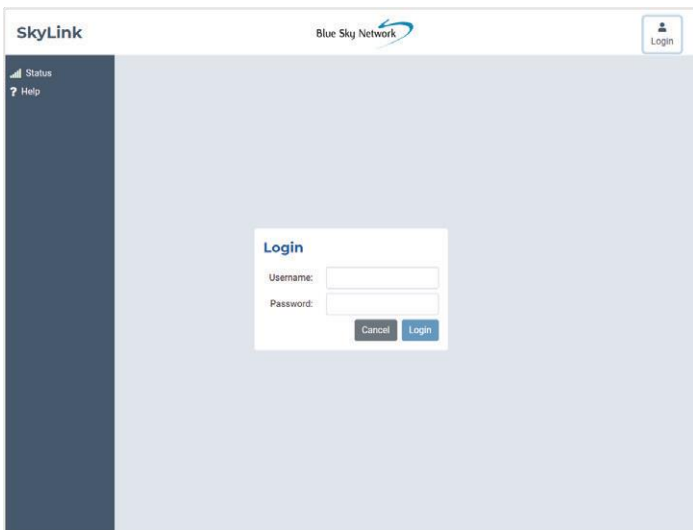 SkyLink
Blue Sky Network
Login
Status
? Help
Login
Username:
Password:
Cancel Login